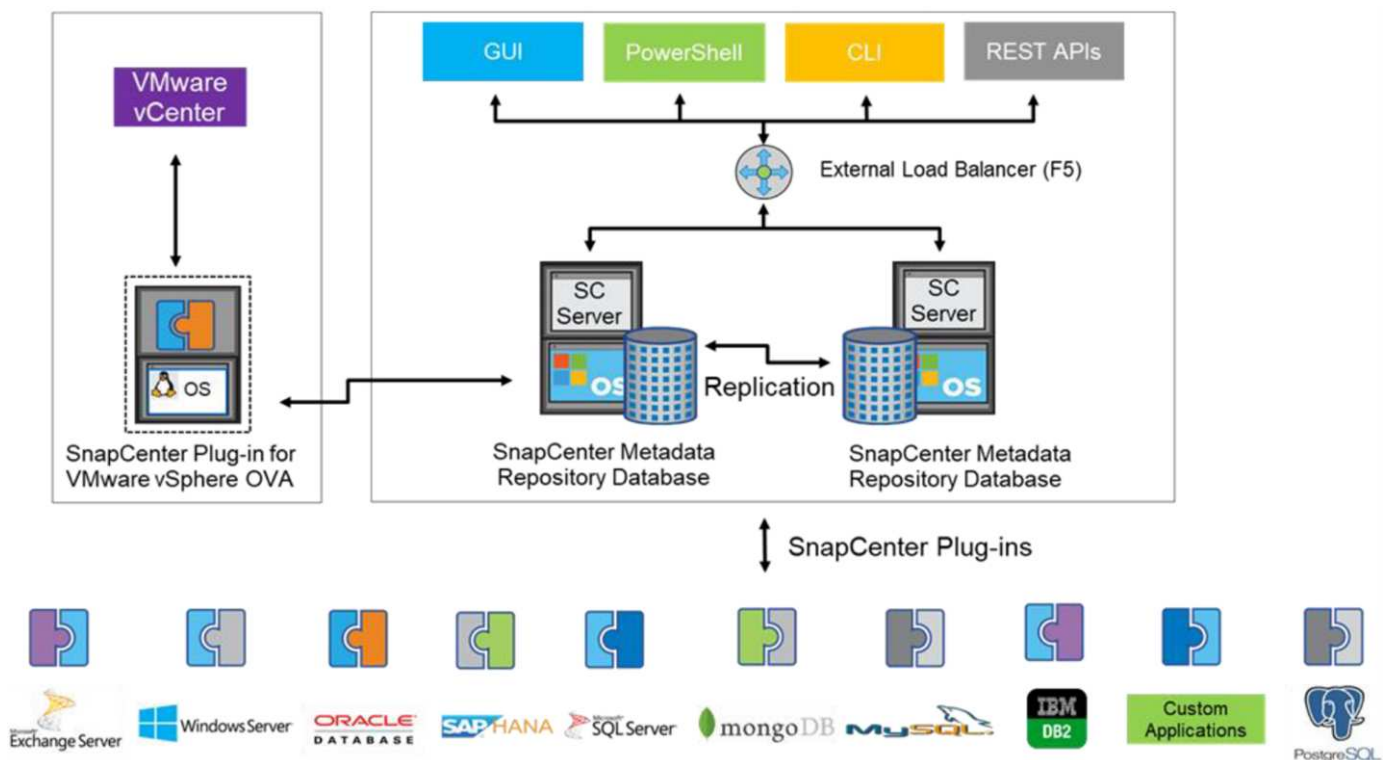 VMware
vCenter
GUI
PowerShell
CLI
REST APIs
External Load Balancer (F5)
SC
Server
SC
Server
OS
OS
OS
Replication
SnapCenter Plug-in for
VMware vSphere OVA
SnapCenter Metadata
Repository Database
SnapCenter Metadata
Repository Database
SnapCenter Plug-ins
Microsoft
Exchange Server
Windows Server
ORACLE
DATABASE
SAP HANA
Microsoft
SQL Server
mongoDB
MySQL
IBM
DB2
Custom
Applications
PostgreSQL